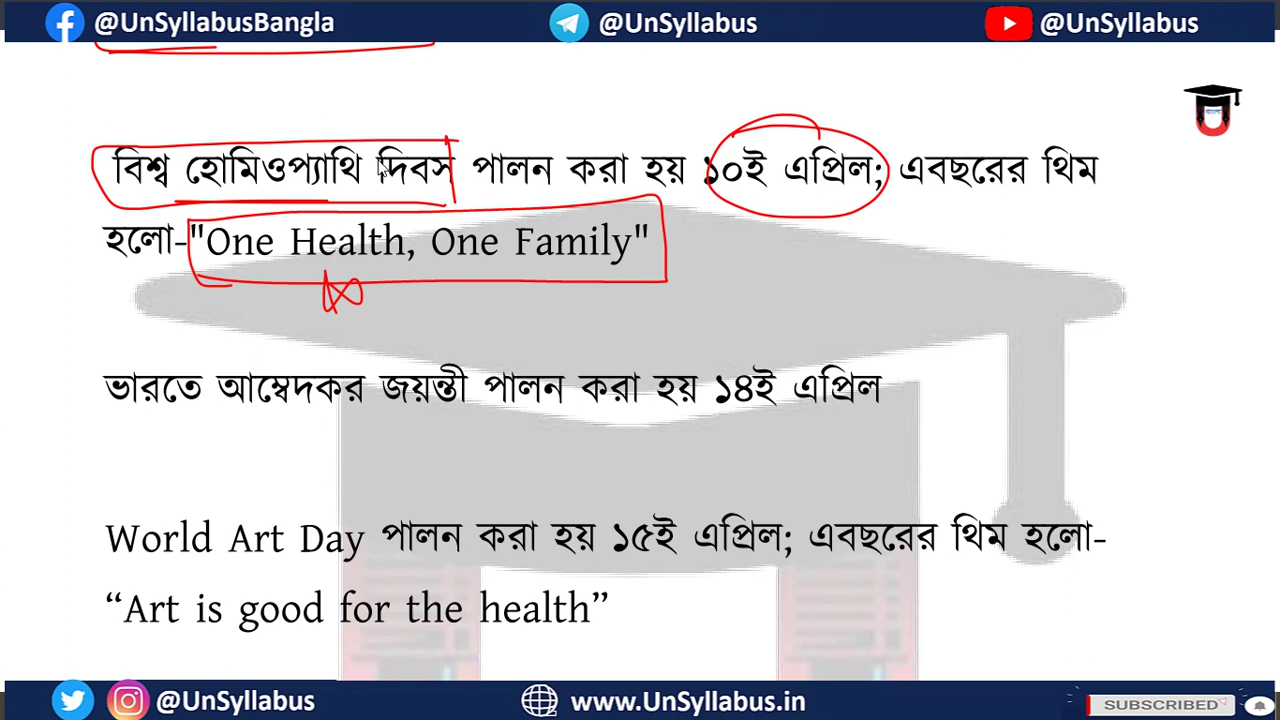 @UnSyllabusBangla @UnSyllabus @UnSyllabus
বিশ্ব হোমিওপ্যাথি দিবস পালন করা হয় ১০ই এপ্রিল; এবছরের থিম
হলো-"One Health, One Family"
ভারতে আম্বেদকর জয়ন্তী পালন করা হয় ১৪ই এপ্রিল
World Art Day পালন করা হয় ১৫ই এপ্রিল; এবছরের থিম হলো-
“Art is good for the health”
@UnSyllabus www.UnSyllabus.in SUBSCRIBED